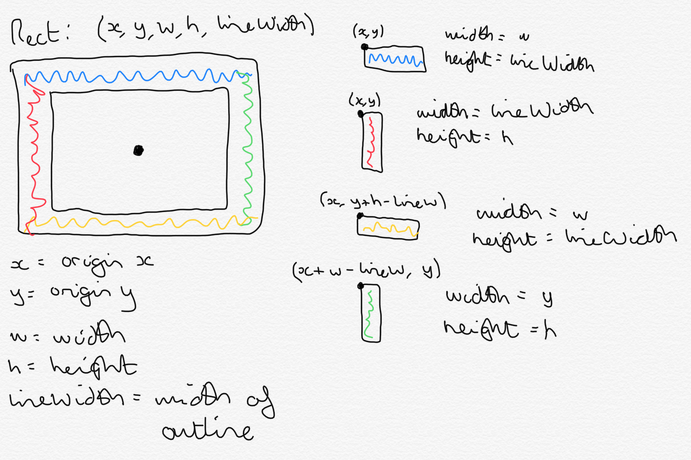 Rect: (x, y, w, h, lineWidth)
x = origin x
y = origin y
w = width
h = height
lineWidth = width of
outline
(x,y)
width = w
height = lineWidth
(x,y)
width = lineWidth
height = h
(x, y+h-lineW)
width = w
height = lineWidth
(x+w-lineW, y)
width = y
height = h